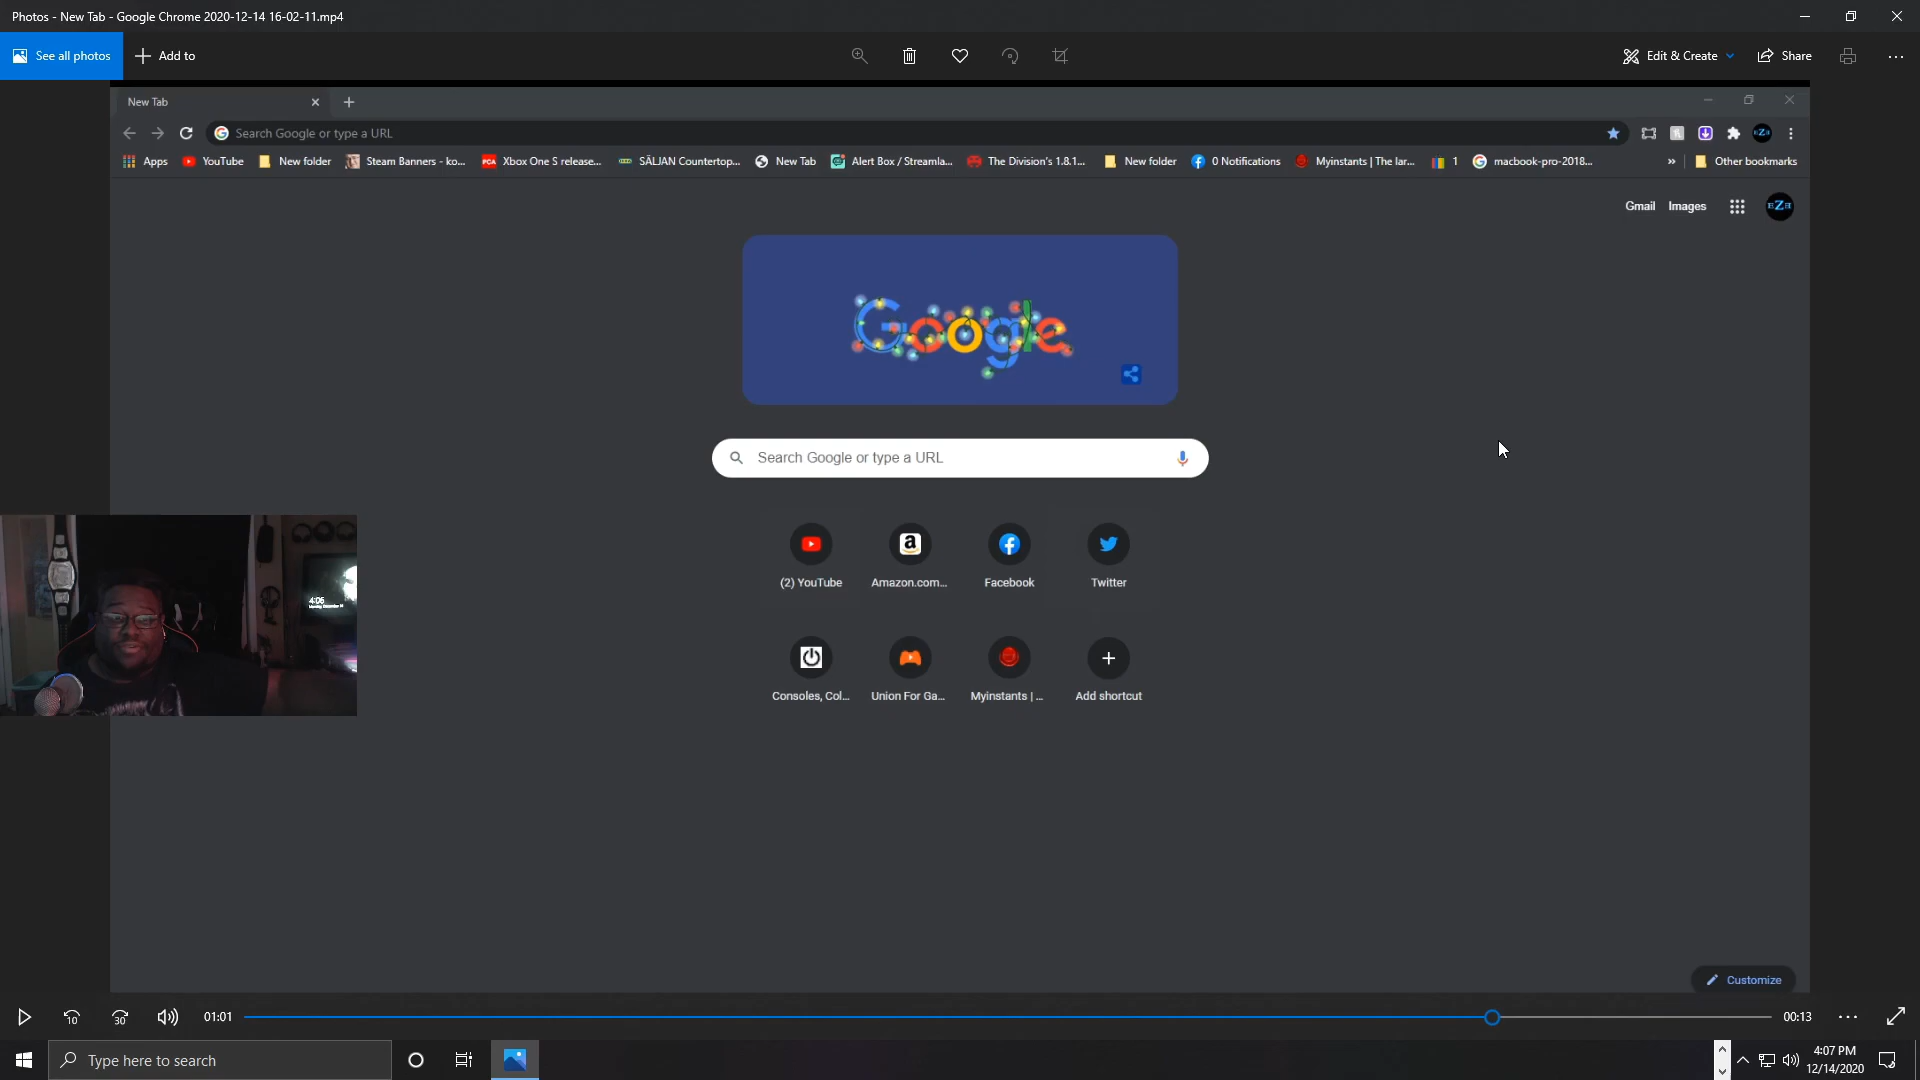 Photos - New Tab - Google Chrome 2020-12-14 16-02-11.mp4
See all photos
Add to
Edit & Create
Share
New Tab
Search Google or type a URL
Apps
YouTube
New folder
Steam Banners - ko...
Xbox One S release...
SÄLJAN Countertop...
New Tab
Alert Box / Streamla...
The Division's 1.8.1...
New folder
0 Notifications
Myinstants | The lar...
1
macbook-pro-2018...
»
Other bookmarks
Gmail
Images
Google
Search Google or type a URL
(2) YouTube
Amazon.com...
Facebook
Twitter
Consoles, Col...
Union For Ga...
Myinstants | ...
Add shortcut
4:06
Customize
10
30
01:01
00:13
Type here to search
4:07 PM
12/14/2020